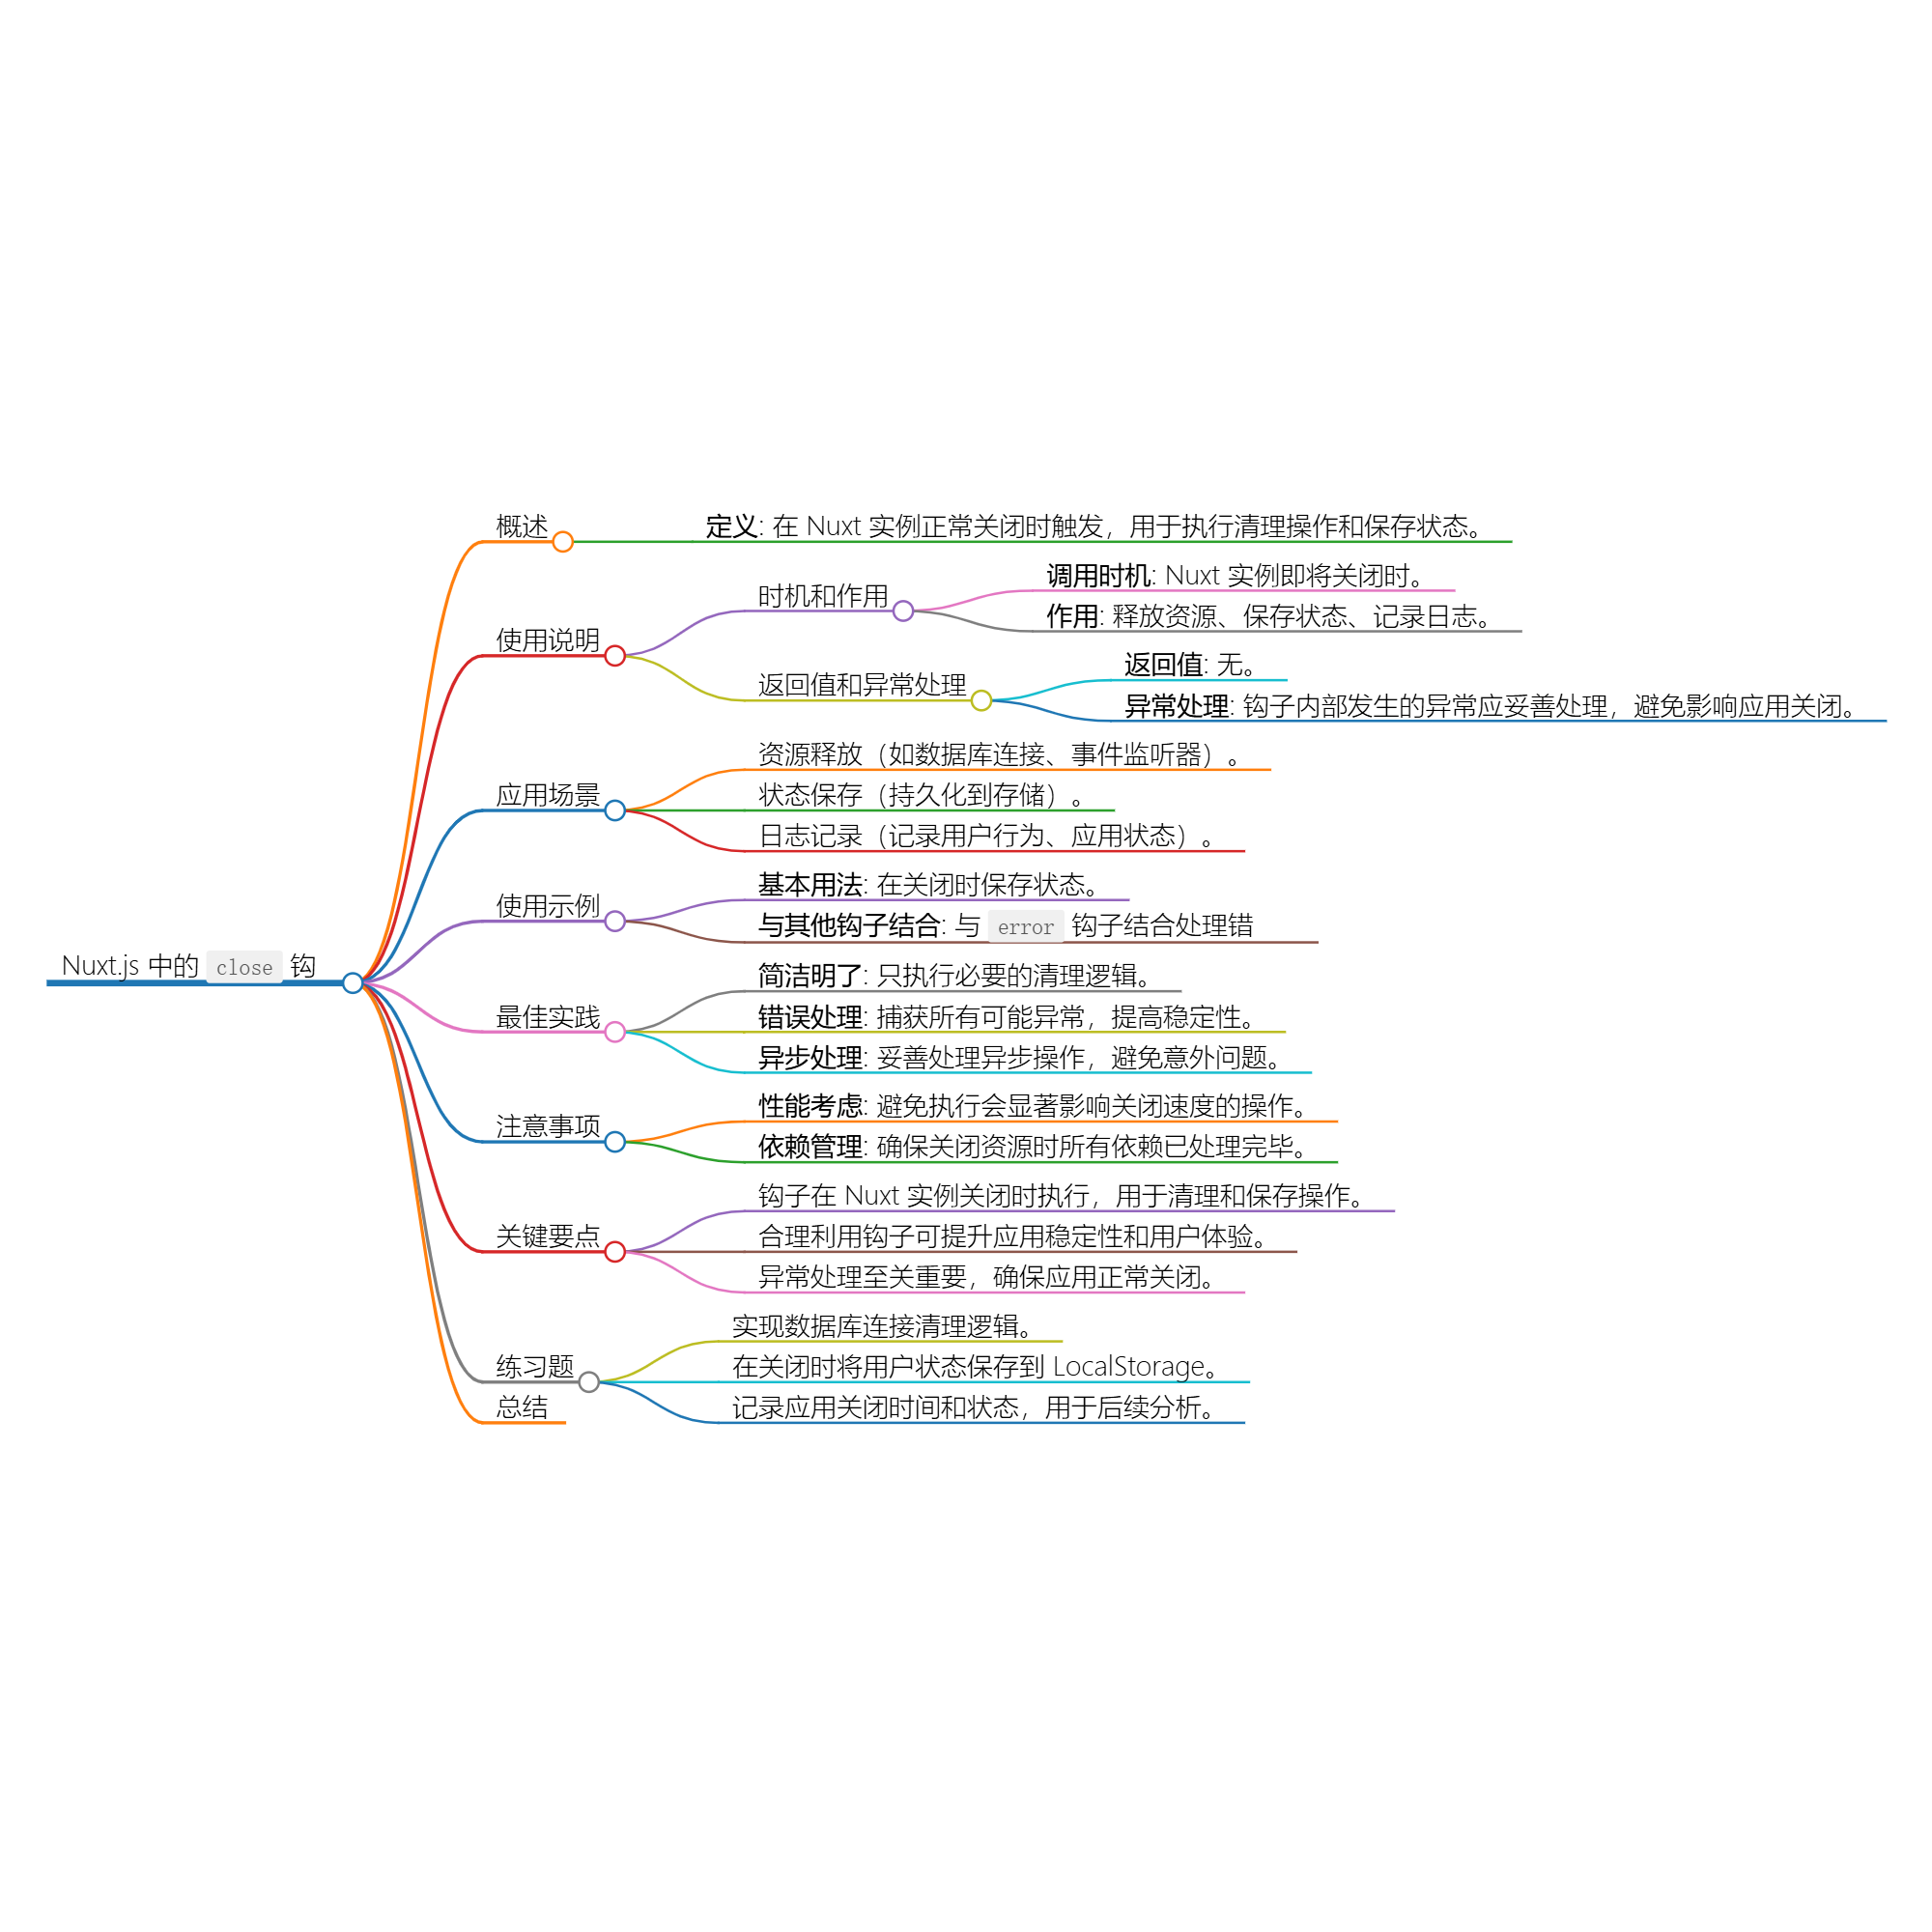 Nuxt.js 中的 close 钩
概述
定义: 在 Nuxt 实例正常关闭时触发，用于执行清理操作和保存状态。
使用说明
时机和作用
调用时机: Nuxt 实例即将关闭时。
作用: 释放资源、保存状态、记录日志。
返回值和异常处理
返回值: 无。
异常处理: 钩子内部发生的异常应妥善处理，避免影响应用关闭。
应用场景
资源释放（如数据库连接、事件监听器）。
状态保存（持久化到存储）。
日志记录（记录用户行为、应用状态）。
使用示例
基本用法: 在关闭时保存状态。
与其他钩子结合: 与 error 钩子结合处理错
最佳实践
简洁明了: 只执行必要的清理逻辑。
错误处理: 捕获所有可能异常，提高稳定性。
异步处理: 妥善处理异步操作，避免意外问题。
注意事项
性能考虑: 避免执行会显著影响关闭速度的操作。
依赖管理: 确保关闭资源时所有依赖已处理完毕。
关键要点
钩子在 Nuxt 实例关闭时执行，用于清理和保存操作。
合理利用钩子可提升应用稳定性和用户体验。
异常处理至关重要，确保应用正常关闭。
练习题
实现数据库连接清理逻辑。
在关闭时将用户状态保存到 LocalStorage。
记录应用关闭时间和状态，用于后续分析。
总结